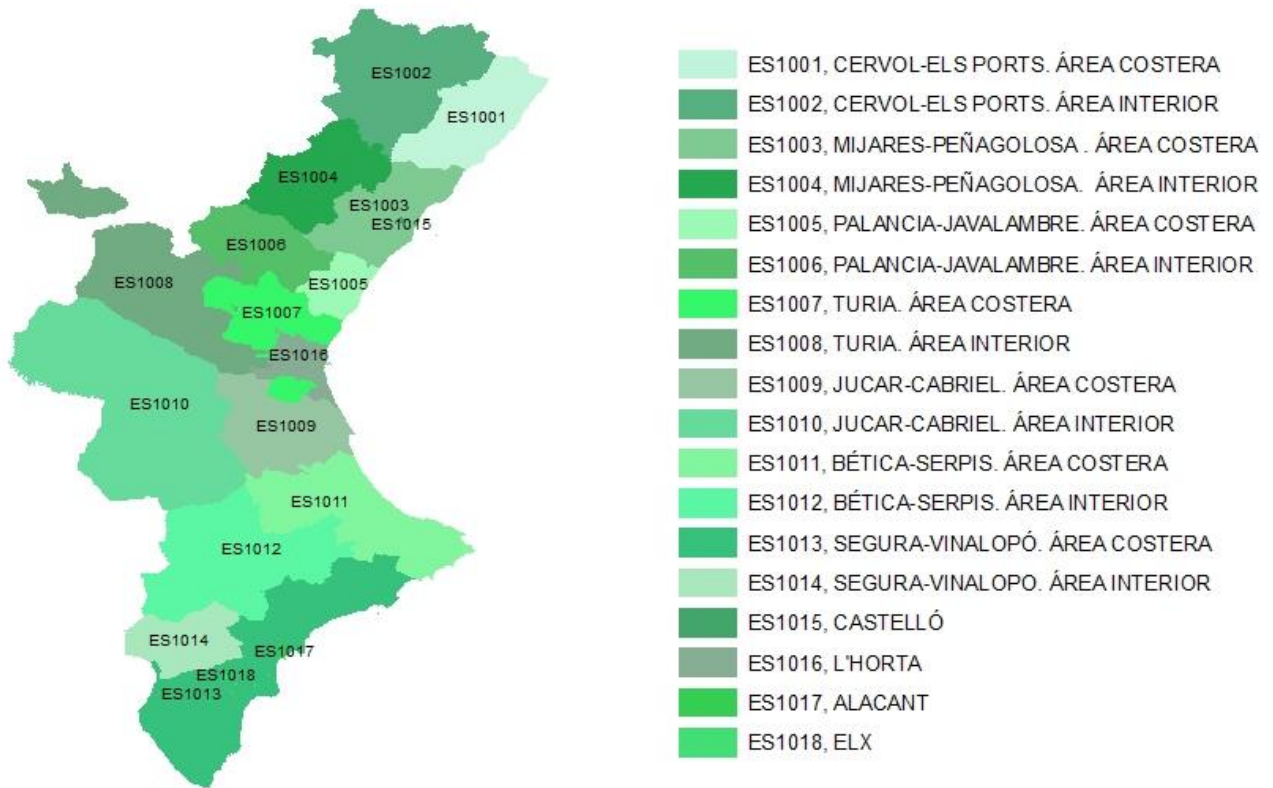 ES1002
ES1001
ES1004
ES1003
ES1015
ES1006
ES1008
ES1005
ES1007
ES1016
ES1010
ES1009
ES1011
ES1012
ES1014
ES1017
ES1018
ES1013
ES1001, CERVOL-ELS PORTS. ÁREA COSTERA
ES1002, CERVOL-ELS PORTS. ÁREA INTERIOR
ES1003, MIJARES-PEÑAGOLOSA . ÁREA COSTERA
ES1004, MIJARES-PEÑAGOLOSA. ÁREA INTERIOR
ES1005, PALANCIA-JAVALAMBRE. ÁREA COSTERA
ES1006, PALANCIA-JAVALAMBRE. ÁREA INTERIOR
ES1007, TURIA. ÁREA COSTERA
ES1008, TURIA. ÁREA INTERIOR
ES1009, JUCAR-CABRIEL. ÁREA COSTERA
ES1010, JUCAR-CABRIEL. ÁREA INTERIOR
ES1011, BÉTICA-SERPIS. ÁREA COSTERA
ES1012, BÉTICA-SERPIS. ÁREA INTERIOR
ES1013, SEGURA-VINALOPÓ. ÁREA COSTERA
ES1014, SEGURA-VINALOPO. ÁREA INTERIOR
ES1015, CASTELLÓ
ES1016, L'HORTA
ES1017, ALACANT
ES1018, ELX